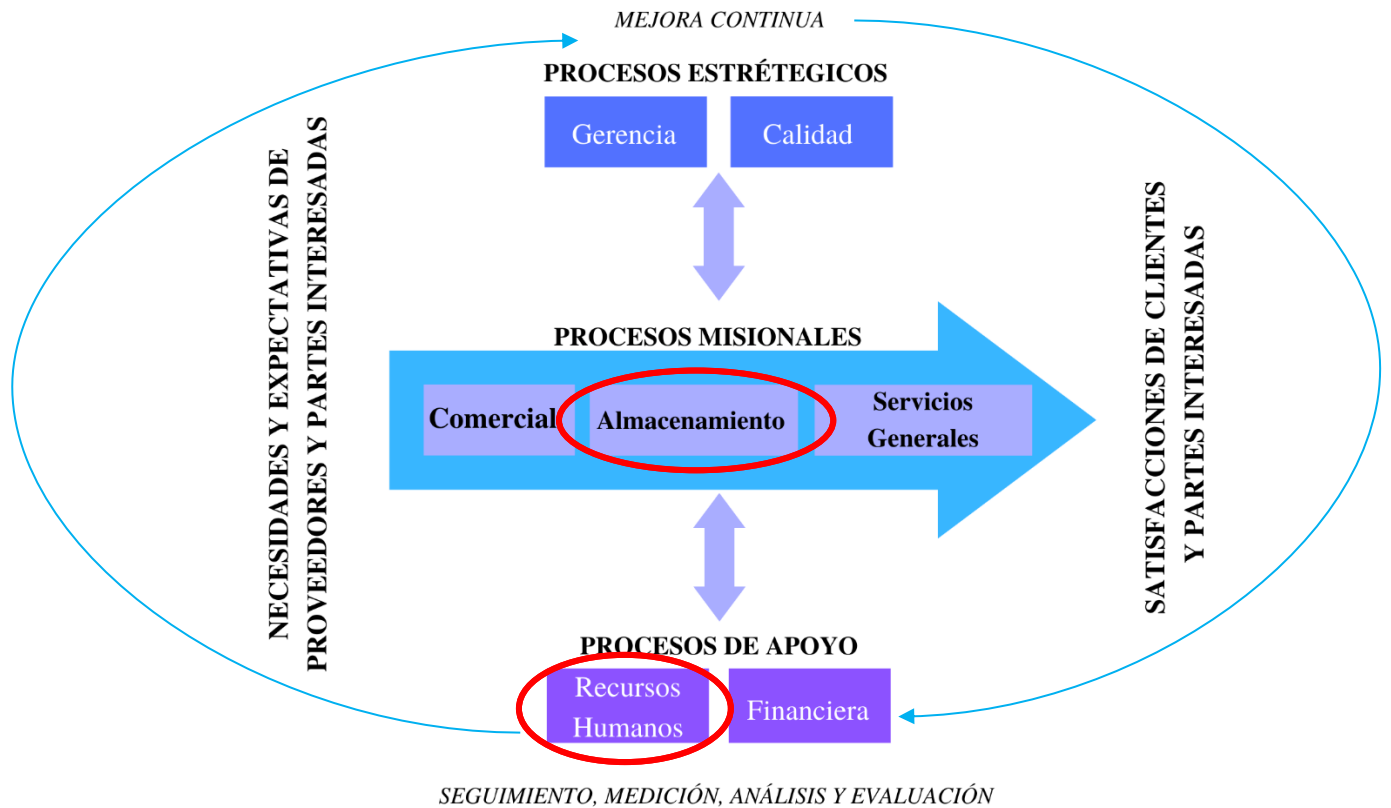 MEJORA CONTINUA
PROCESOS ESTRÉTEGICOS
Gerencia
Calidad
NECESIDADES Y EXPECTATIVAS DE
PROVEEDORES Y PARTES INTERESADAS
PROCESOS MISIONALES
Comercial
Almacenamiento
Servicios
Generales
SATISFACCIONES DE CLIENTES
Y PARTES INTERESADAS
PROCESOS DE APOYO
Recursos
Humanos
Financiera
SEGUIMIENTO, MEDICIÓN, ANÁLISIS Y EVALUACIÓN